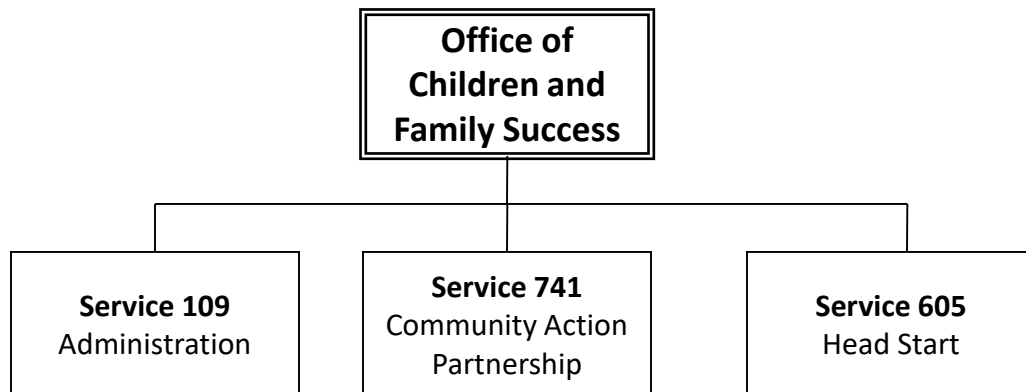 Office of
Children and
Family Success
Service 109
Administration
Service 741
Community Action
Partnership
Service 605
Head Start